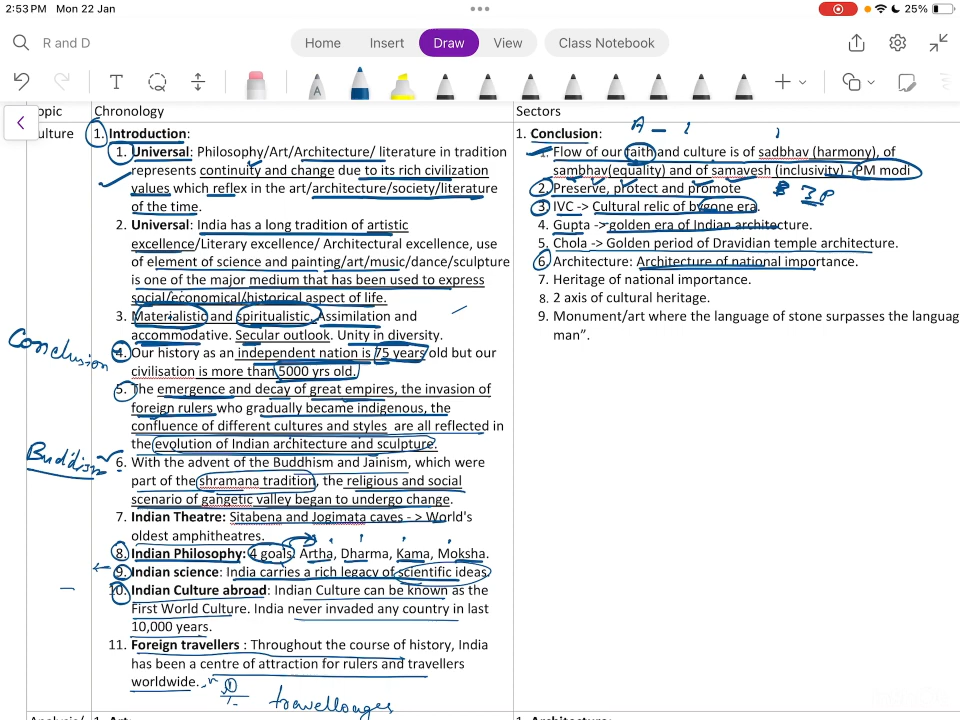 2:53 PM Mon 22 Jan
25%
R and D
Home Insert Draw View Class Notebook
T
A
opic Chronology Sectors
ulture
1. Introduction:
1. Universal: Philosophy/Art/Architecture/ literature in tradition
represents continuity and change due to its rich civilization
values which reflex in the art/architecture/society/literature
of the time.
2. Universal: India has a long tradition of artistic
excellence/Literary excellence/ Architectural excellence, use
of element of science and painting/art/music/dance/sculpture
is one of the major medium that has been used to express
social/economical/historical aspect of life.
3. Materialistic and spiritualistic. Assimilation and
accommodative. Secular outlook. Unity in diversity.
Conclusion
4. Our history as an independent nation is 75 years old but our
civilisation is more than 5000 yrs old.
5. The emergence and decay of great empires, the invasion of
foreign rulers who gradually became indigenous, the
confluence of different cultures and styles are all reflected in
the evolution of Indian architecture and sculpture.
Buddism
6. With the advent of the Buddhism and Jainism, which were
part of the shramana tradition, the religious and social
scenario of gangetic valley began to undergo change.
7. Indian Theatre: Sitabena and Jogimata caves - > World's
oldest amphitheatres.
8. Indian Philosophy: 4 goals: Artha, Dharma, Kama, Moksha.
9. Indian science: India carries a rich legacy of scientific ideas.
10. Indian Culture abroad: Indian Culture can be known as the
First World Culture. India never invaded any country in last
10,000 years.
11. Foreign travellers : Throughout the course of history, India
has been a centre of attraction for rulers and travellers
worldwide.
1. Conclusion:
A
1. Flow of our faith and culture is of sadbhav (harmony), of
sambhav(equality) and of samavesh (inclusivity) - PM modi
2. Preserve, protect and promote
3P
3. IVC -> Cultural relic of bygone era.
4. Gupta -> golden era of Indian architecture.
5. Chola -> Golden period of Dravidian temple architecture.
6. Architecture: Architecture of national importance.
7. Heritage of national importance.
8. 2 axis of cultural heritage.
9. Monument/art where the language of stone surpasses the languag
man”.